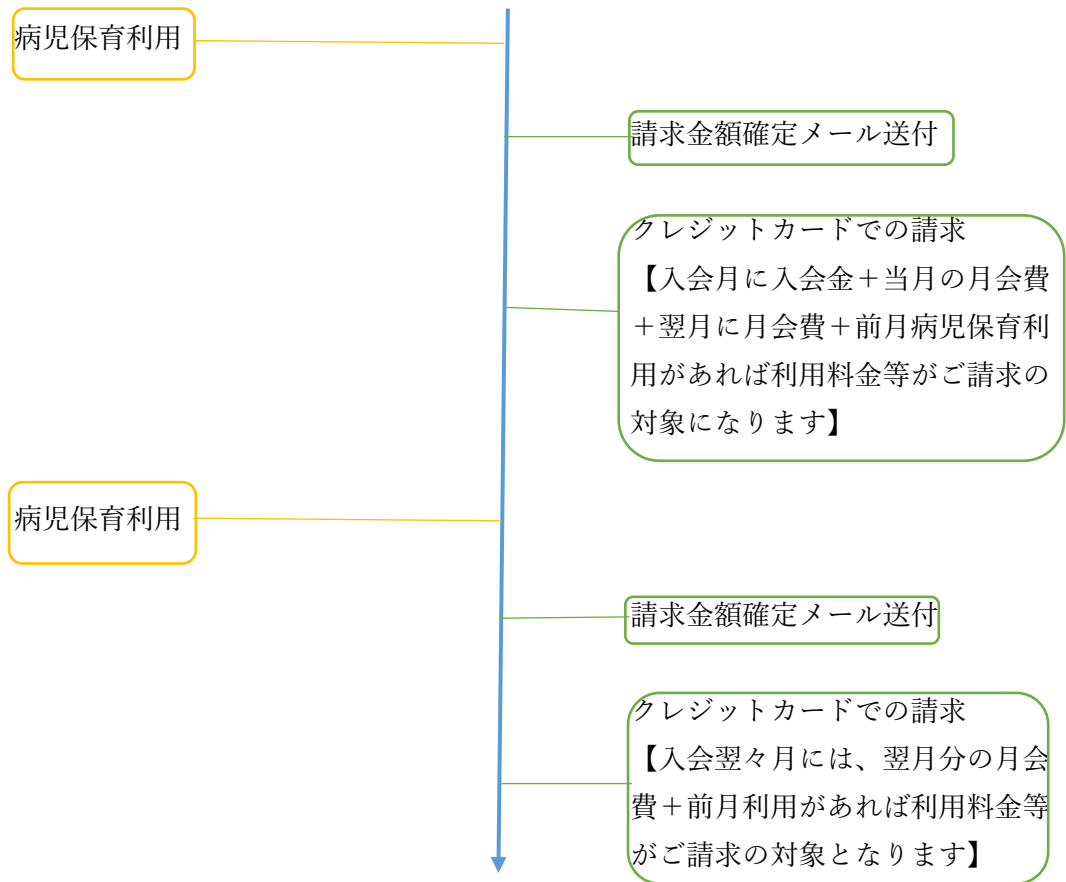 病児保育利用
請求金額確定メール送付
クレジットカードでの請求
【入会月に入会金＋当月の月会費
＋翌月に月会費＋前月病児保育利
用があれば利用料金等がご請求の
対象になります】
病児保育利用
請求金額確定メール送付
クレジットカードでの請求
【入会翌々月には、翌月分の月会
費＋前月利用があれば利用料金等
がご請求の対象となります】